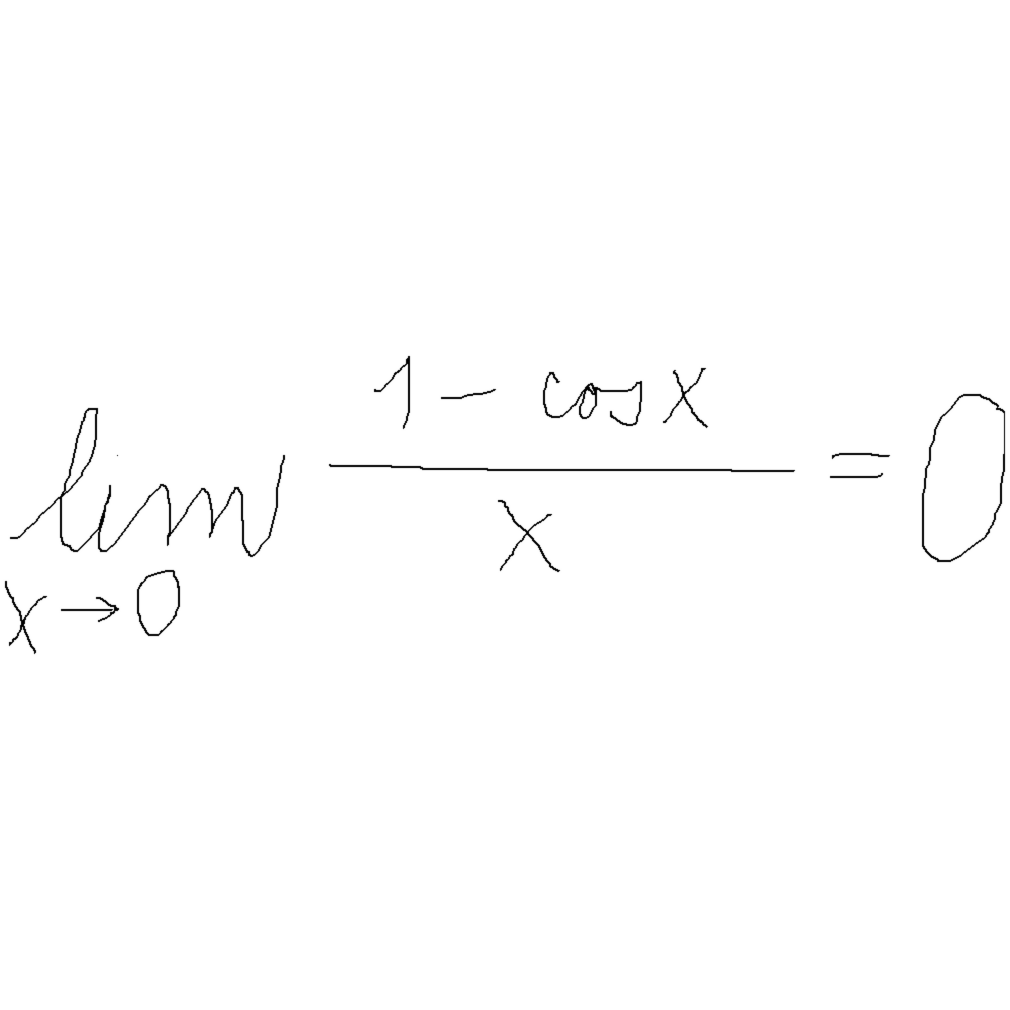 lim 1 - cos x / x = 0
x → 0